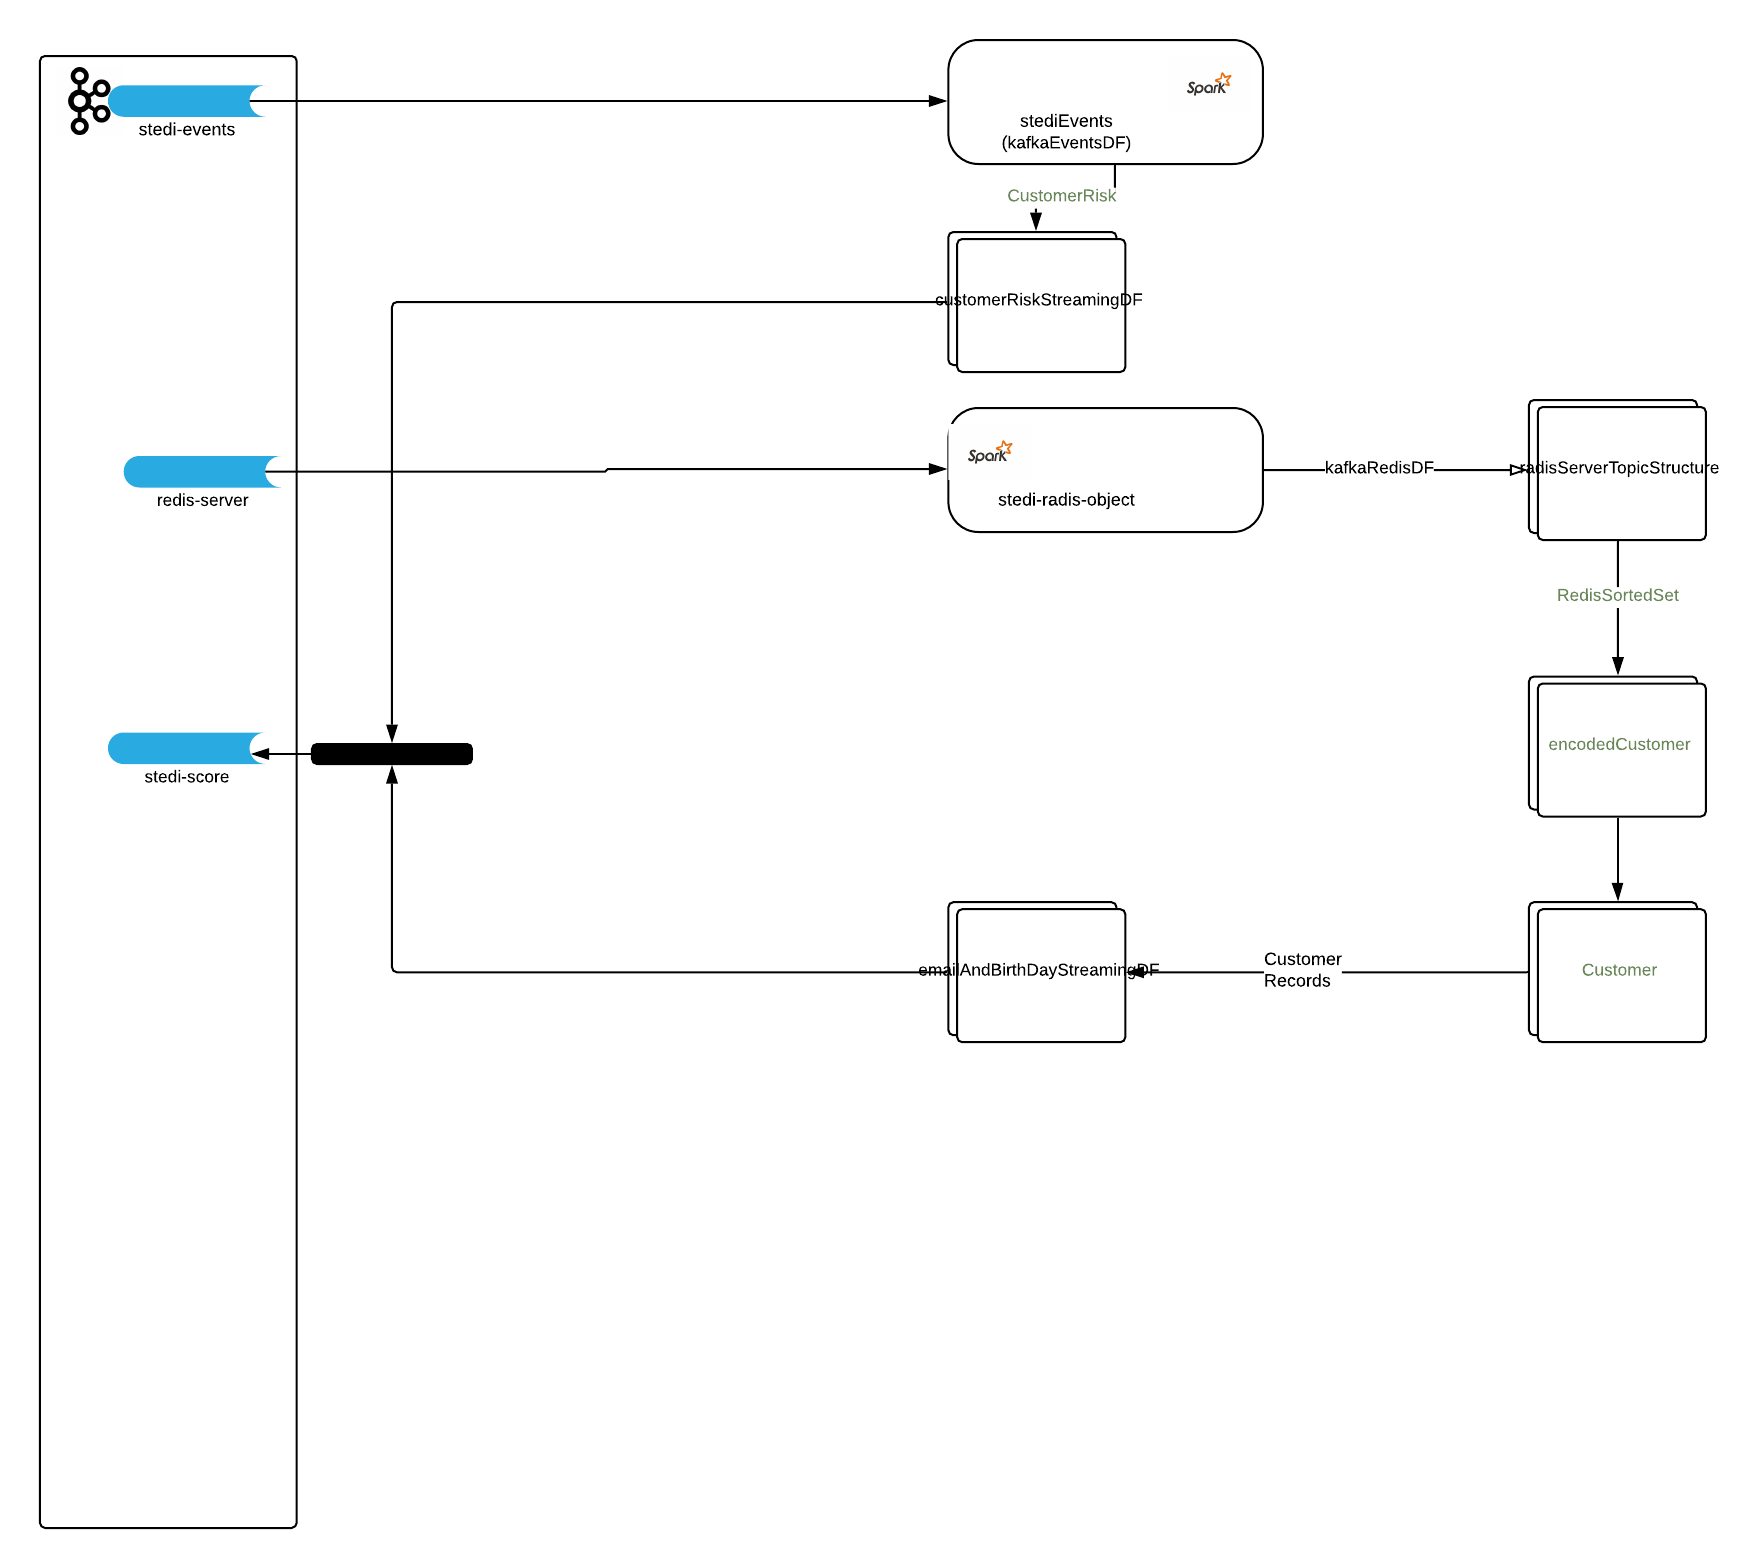 Spark
stediEvents
(kafkaEventsDF)
stedi-events
CustomerRisk
customerRiskStreamingDF
Spark
kafkaRedisDF
radisServerTopicStructure
redis-server
stedi-radis-object
RedisSortedSet
encodedCustomer
stedi-score
Customer
Records
emailAndBirthDayStreamingDF
Customer